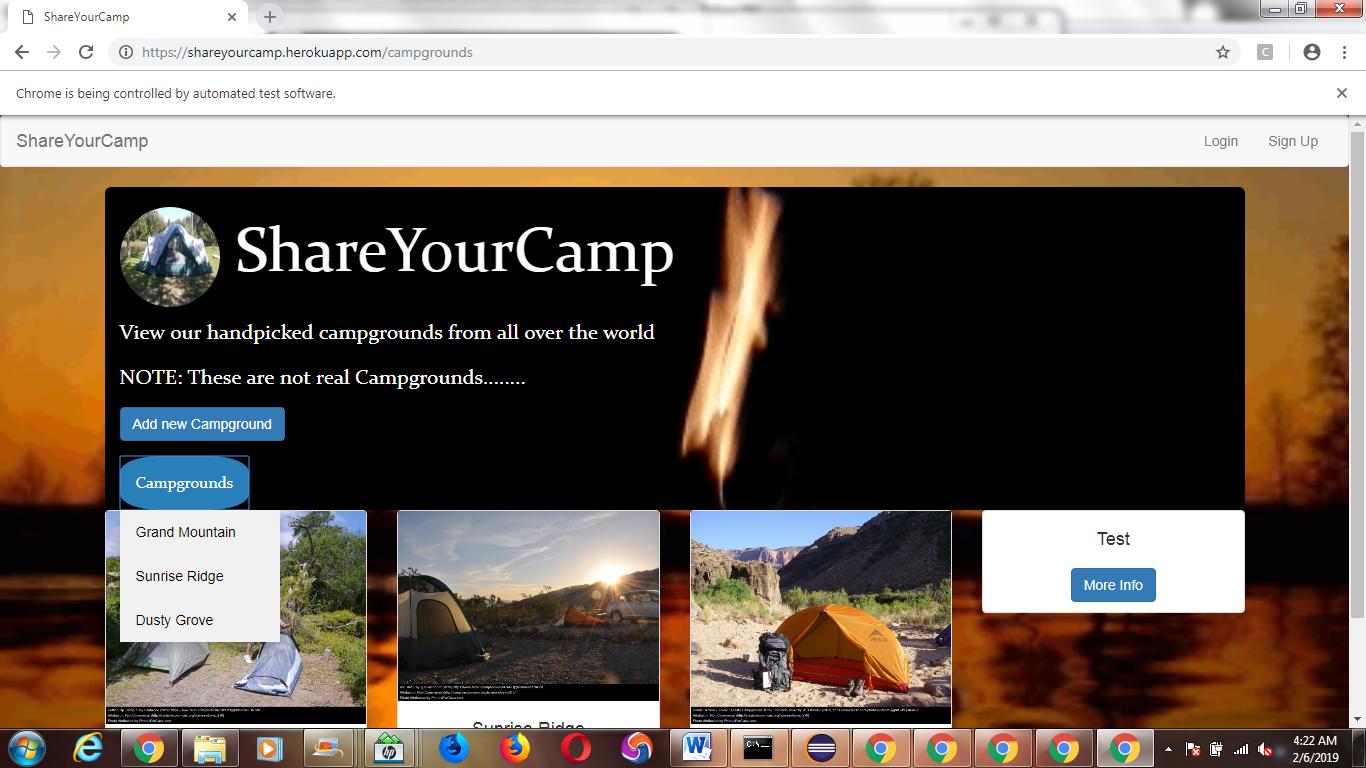 ShareYourCamp
https://shareyourcamp.herokuapp.com/campgrounds
C
Chrome is being controlled by automated test software.
ShareYourCamp
Login
Sign Up
ShareYourCamp
View our handpicked campgrounds from all over the world
NOTE: These are not real Campgrounds........
Add new Campground
Campgrounds
Grand Mountain
Sunrise Ridge
Dusty Grove
Test
More Info
Sunrise Ridge
4:22 AM
2/6/2019